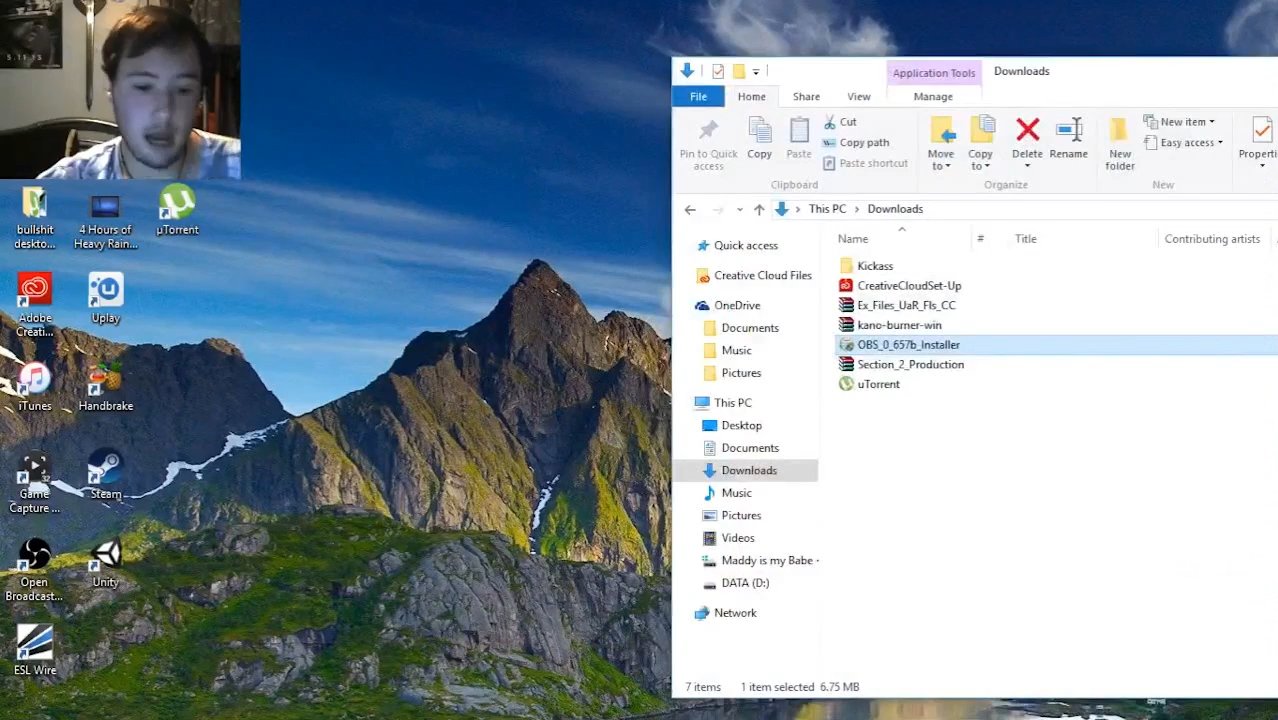 5.11.13
Application Tools
Downloads
File
Home
Share
View
Manage
Pin to Quick
access
Copy
Paste
Cut
Copy path
Paste shortcut
Clipboard
Move
to
Copy
to
Delete
Rename
Organize
New
folder
New item
Easy access
New
Properti
This PC
Downloads
Name
#
Title
Contributing artists
Quick access
Creative Cloud Files
OneDrive
Documents
Music
Pictures
This PC
Desktop
Documents
Downloads
Music
Pictures
Videos
Maddy is my Babe
DATA (D:)
Network
Kickass
CreativeCloudSet-Up
Ex_Files_UaR_Fls_CC
kano-burner-win
OBS_0_657b_Installer
Section_2_Production
uTorrent
7 items
1 item selected 6.75 MB
bullshit
deskto...
4 Hours of
Heavy Rain...
µTorrent
Adobe
Creati...
Uplay
iTunes
Handbrake
32
Game
Capture ...
Steam
Open
Broadcast...
Unity
ESL Wire